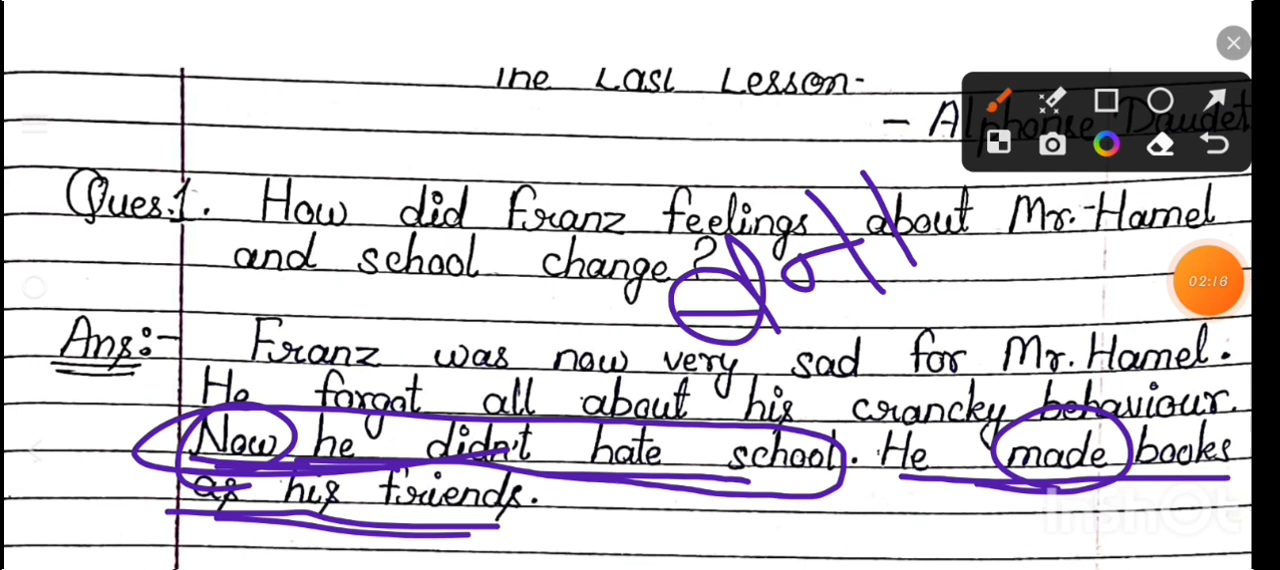 The Last Lesson-
- Alphonse Daudet
Ques:1. How did Franz feelings about Mr. Hamel
and school change?
02:16
Ans:- Franz was now very sad for Mr. Hamel.
He forgot all about his crancky behaviour.
Now he didn't hate school. He made books
as his friends.
InShOt